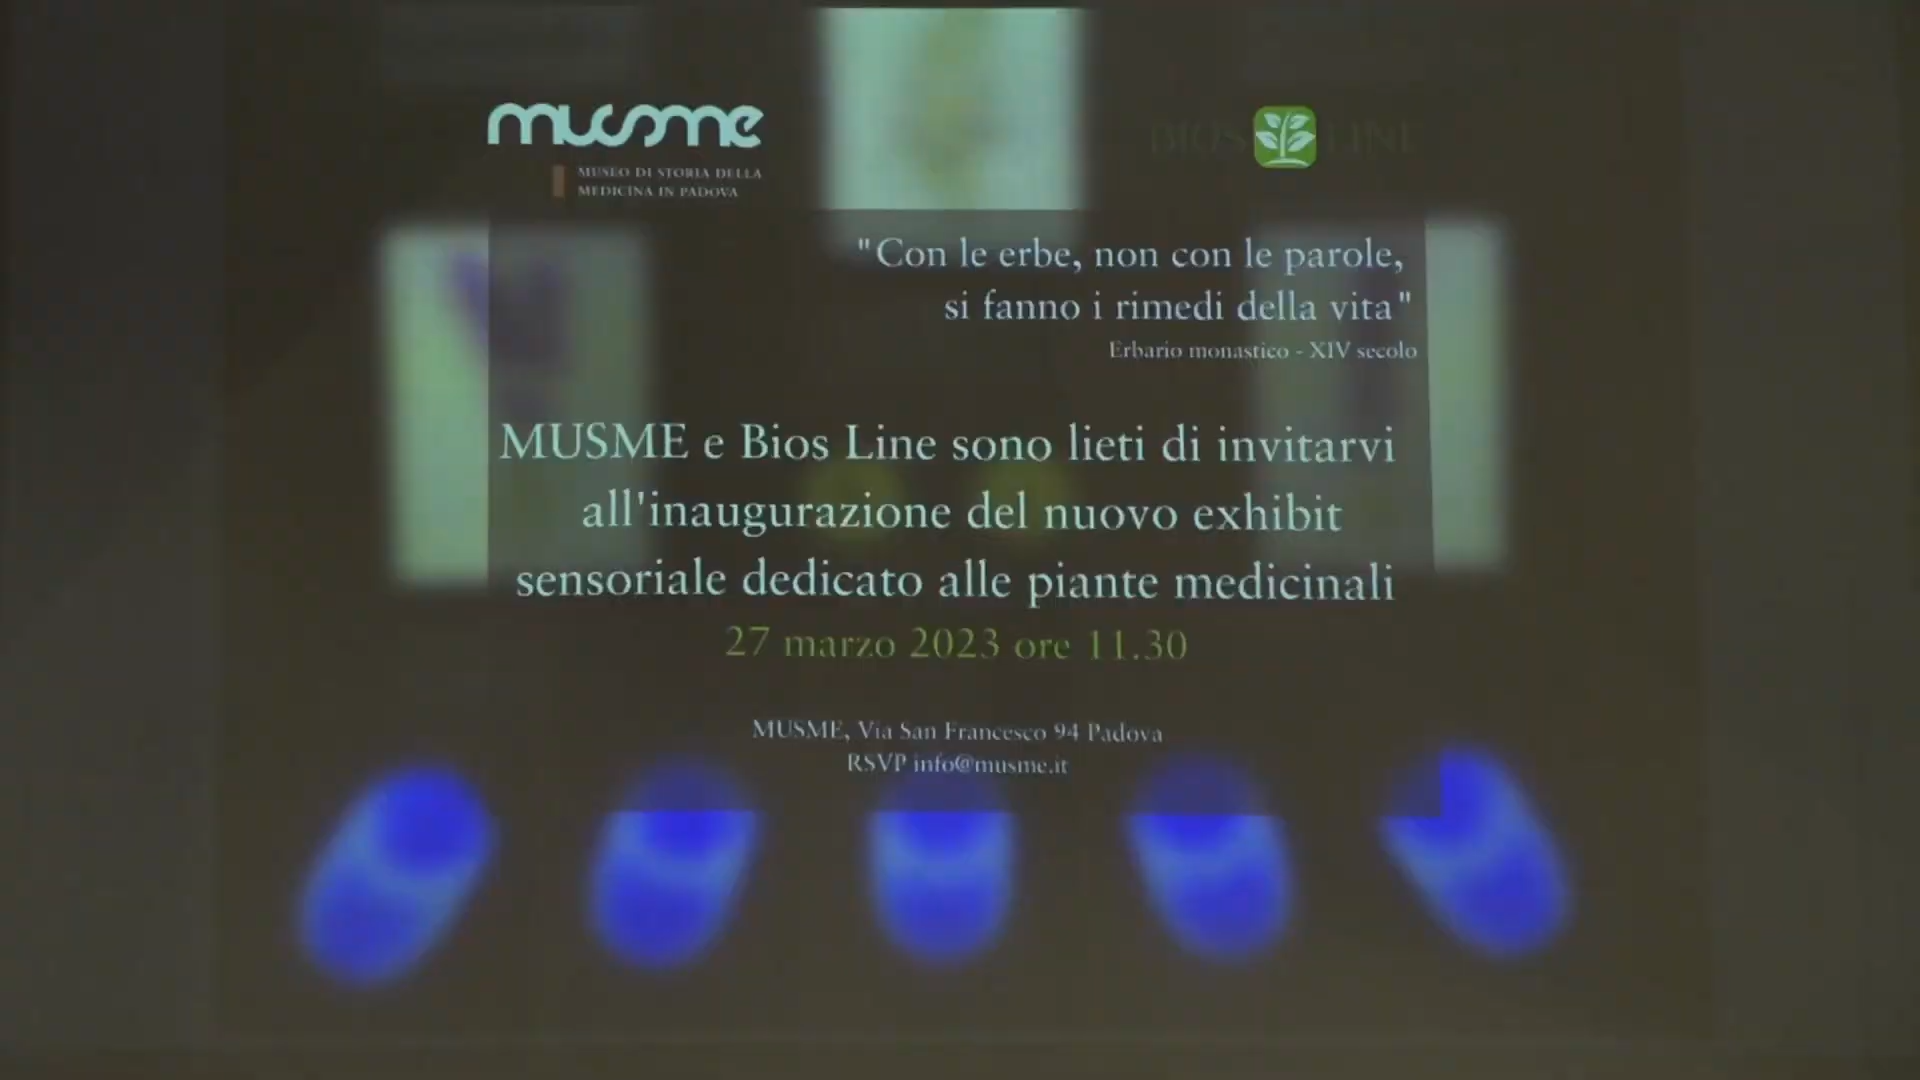 musme
MUSEO DI STORIA DELLA
MEDICINA IN PADOVA
BIOS LINE
"Con le erbe, non con le parole,
si fanno i rimedi della vita"
Erbario monastico - XIV secolo
MUSME e Bios Line sono lieti di invitarvi
all'inaugurazione del nuovo exhibit
sensoriale dedicato alle piante medicinali
27 marzo 2023 ore 11.30
MUSME, Via San Francesco 94 Padova
RSVP info@musme.it